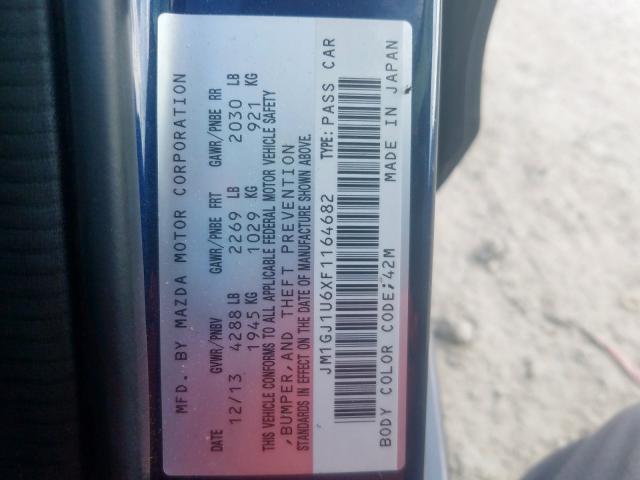 MFD. BY MAZDA MOTOR CORPORATION
DATE GVWR/PNBV GAWR/PNBE FRT GAWR/PNBE RR
12/13 4288 LB 2269 LB 2030 LB
1945 KG 1029 KG 921 KG
THIS VEHICLE CONFORMS TO ALL APPLICABLE FEDERAL MOTOR VEHICLE SAFETY
,BUMPER,AND THEFT PREVENTION
STANDARDS IN EFFECT ON THE DATE OF MANUFACTURE SHOWN ABOVE.
JM1GJ1U6XF1164682 TYPE:PASS CAR
BODY COLOR CODE;42M MADE IN JAPAN